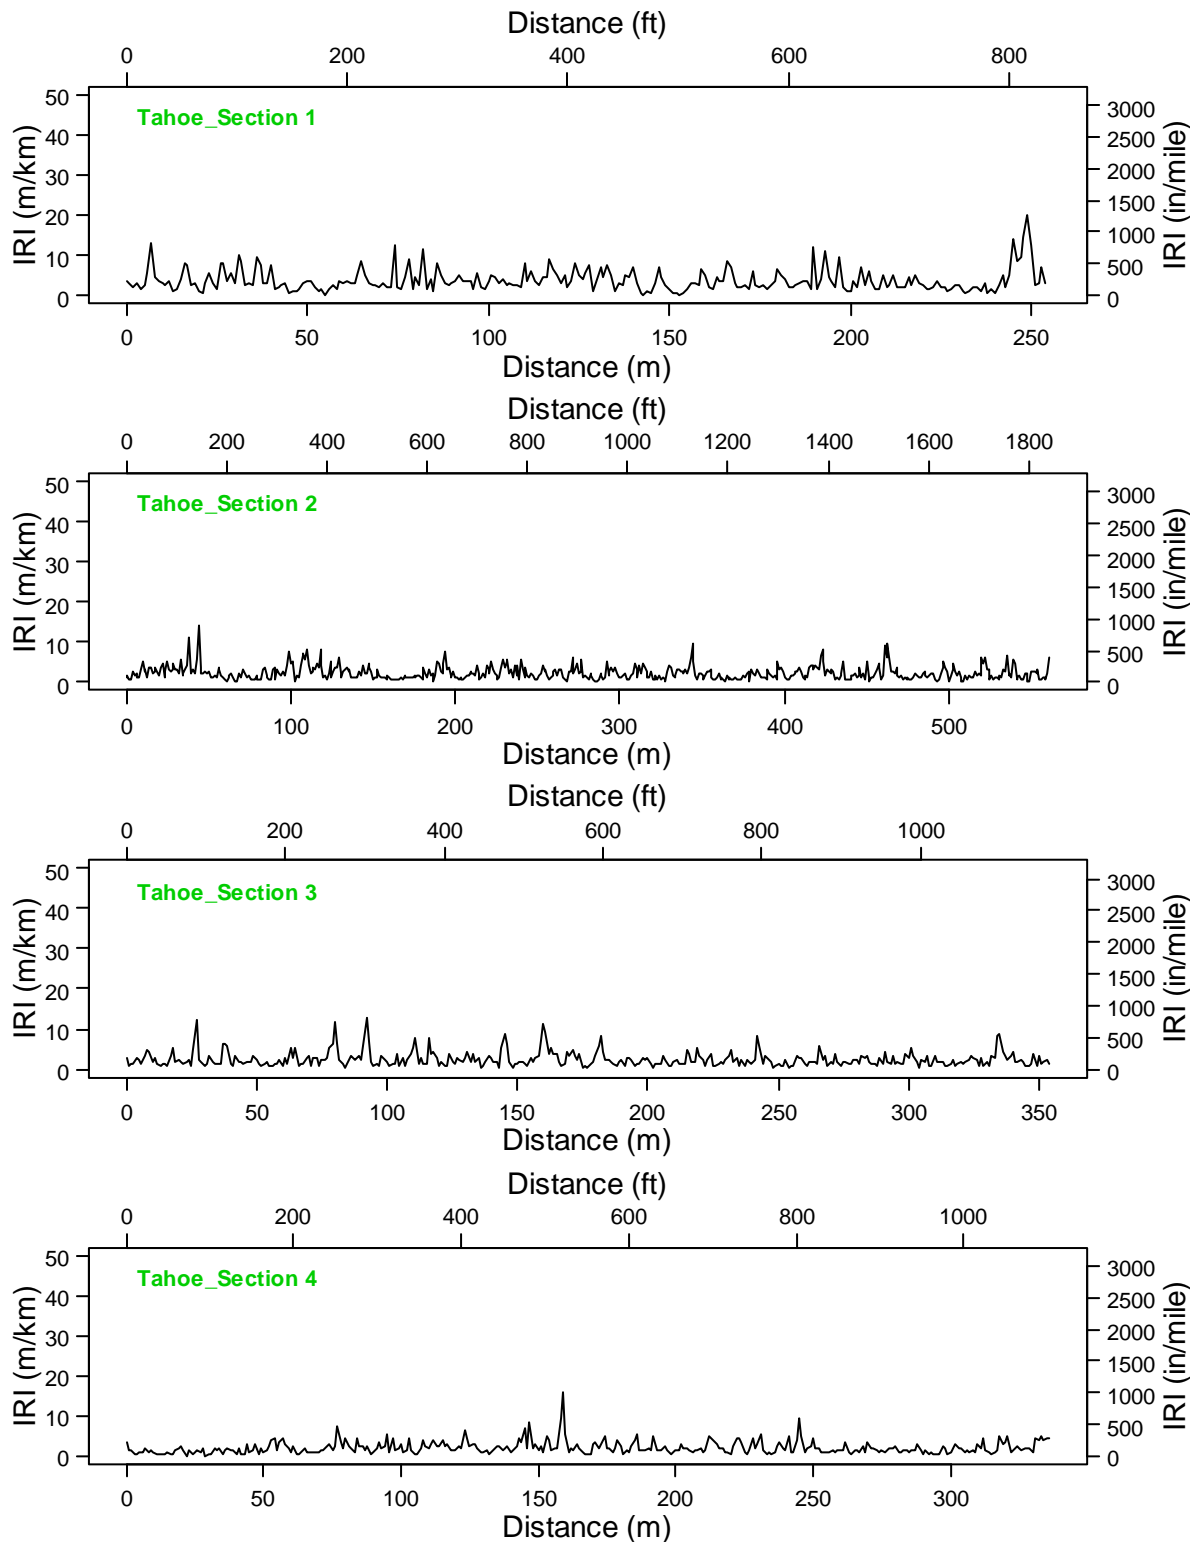 Distance (ft)
0 200 400 600 800
50 40 30 20 10 0
IRI (m/km)
Tahoe_Section 1
3000 2500 2000 1500 1000 500 0
IRI (in/mile)
0 50 100 150 200 250
Distance (m)
Distance (ft)
0 200 400 600 800 1000 1200 1400 1600 1800
50 40 30 20 10 0
IRI (m/km)
Tahoe_Section 2
3000 2500 2000 1500 1000 500 0
IRI (in/mile)
0 100 200 300 400 500
Distance (m)
Distance (ft)
0 200 400 600 800 1000
50 40 30 20 10 0
IRI (m/km)
Tahoe_Section 3
3000 2500 2000 1500 1000 500 0
IRI (in/mile)
0 50 100 150 200 250 300 350
Distance (m)
Distance (ft)
0 200 400 600 800 1000
50 40 30 20 10 0
IRI (m/km)
Tahoe_Section 4
3000 2500 2000 1500 1000 500 0
IRI (in/mile)
0 50 100 150 200 250 300
Distance (m)